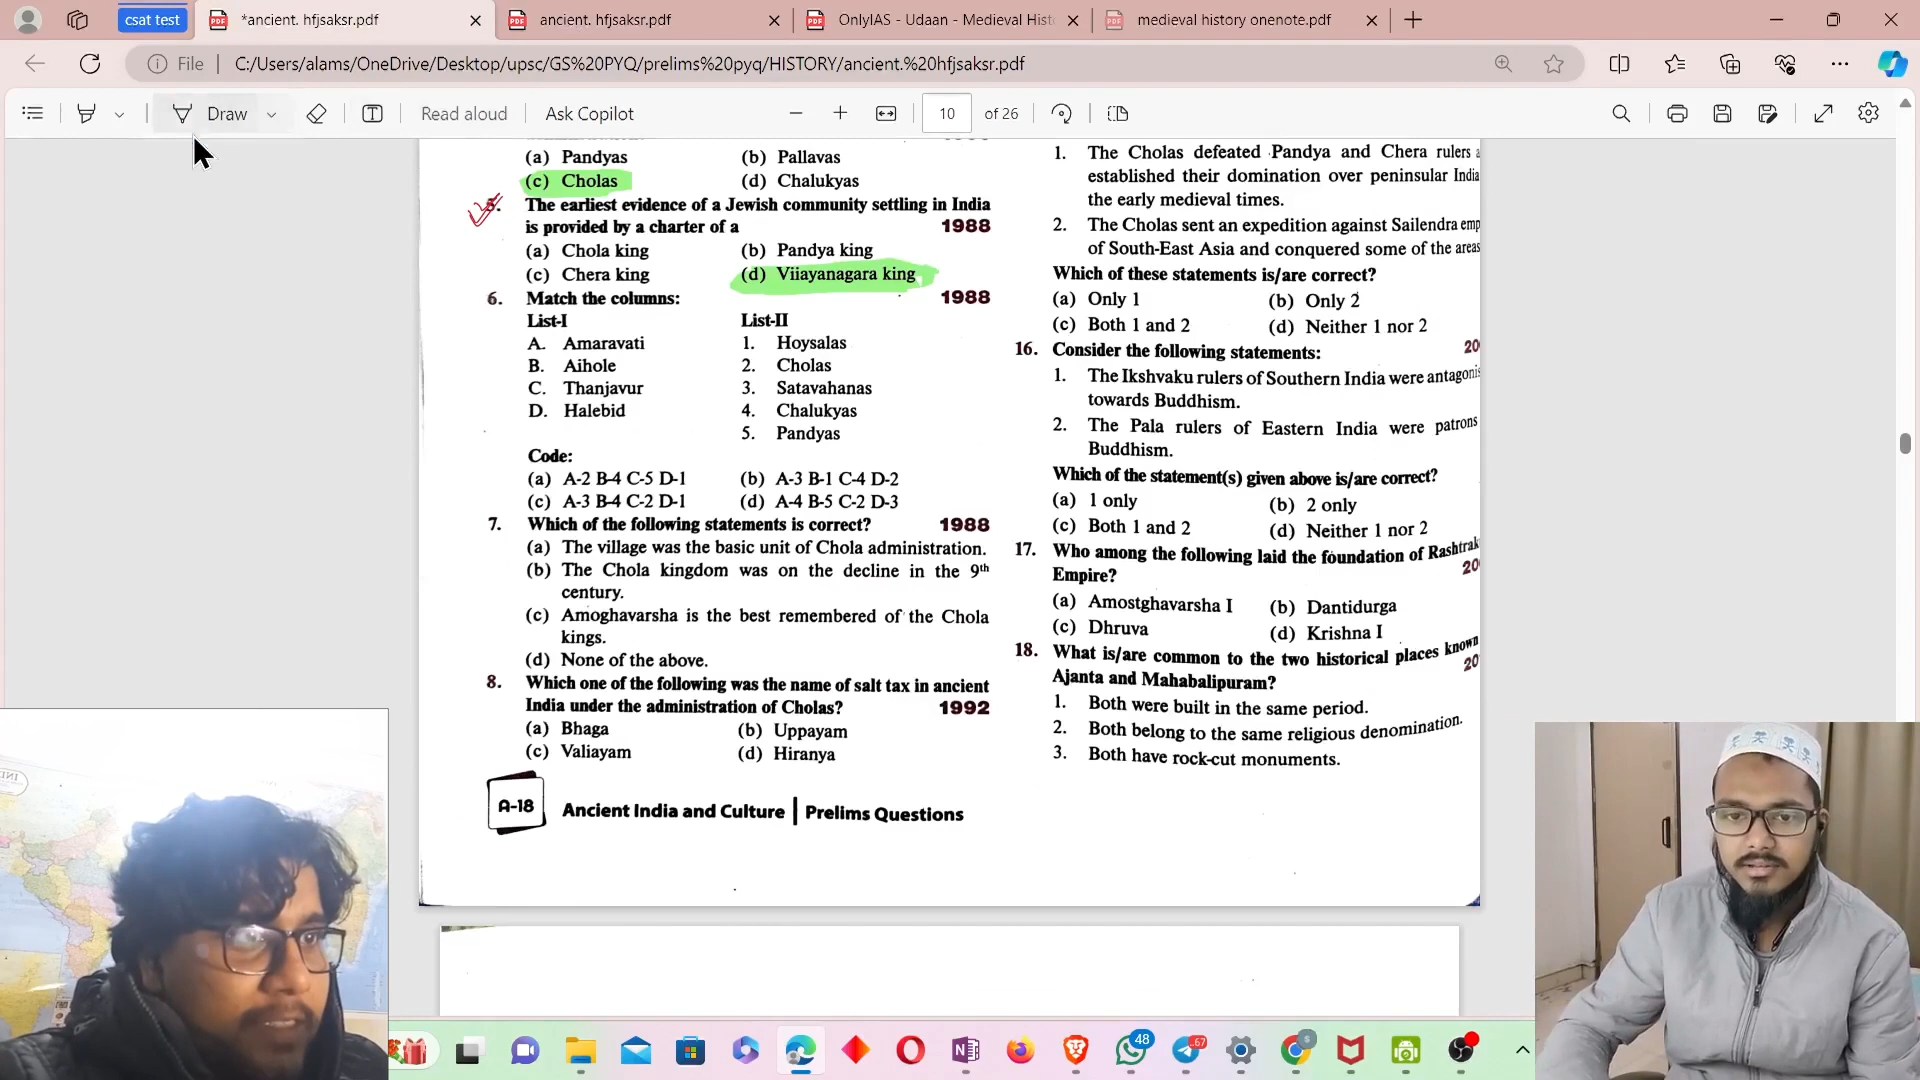 csat test
*ancient. hfjsaksr.pdf
ancient. hfjsaksr.pdf
OnlyIAS - Udaan - Medieval Hist
medieval history onenote.pdf
File
C:/Users/alams/OneDrive/Desktop/upsc/GS%20PYQ/prelims%20pyq/HISTORY/ancient.%20hfjsaksr.pdf
Draw
Read aloud
Ask Copilot
10 of 26
(a) Pandyas (b) Pallavas
(c) Cholas (d) Chalukyas
5. The earliest evidence of a Jewish community settling in India
is provided by a charter of a 1988
(a) Chola king (b) Pandya king
(c) Chera king (d) Viiayanagara king
6. Match the columns: 1988
List-I List-II
A. Amaravati 1. Hoysalas
B. Aihole 2. Cholas
C. Thanjavur 3. Satavahanas
D. Halebid 4. Chalukyas
5. Pandyas
Code:
(a) A-2 B-4 C-5 D-1 (b) A-3 B-1 C-4 D-2
(c) A-3 B-4 C-2 D-1 (d) A-4 B-5 C-2 D-3
7. Which of the following statements is correct? 1988
(a) The village was the basic unit of Chola administration.
(b) The Chola kingdom was on the decline in the 9th
century.
(c) Amoghavarsha is the best remembered of the Chola
kings.
(d) None of the above.
8. Which one of the following was the name of salt tax in ancient
India under the administration of Cholas? 1992
(a) Bhaga (b) Uppayam
(c) Valiayam (d) Hiranya
A-18 Ancient India and Culture | Prelims Questions
1. The Cholas defeated Pandya and Chera rulers a
established their domination over peninsular India
the early medieval times.
2. The Cholas sent an expedition against Sailendra emp
of South-East Asia and conquered some of the areas
Which of these statements is/are correct?
(a) Only 1 (b) Only 2
(c) Both 1 and 2 (d) Neither 1 nor 2
16. Consider the following statements: 20
1. The Ikshvaku rulers of Southern India were antagonis
towards Buddhism.
2. The Pala rulers of Eastern India were patrons
Buddhism.
Which of the statement(s) given above is/are correct?
(a) 1 only (b) 2 only
(c) Both 1 and 2 (d) Neither 1 nor 2
17. Who among the following laid the foundation of Rashtrak
Empire? 20
(a) Amostghavarsha I (b) Dantidurga
(c) Dhruva (d) Krishna I
18. What is/are common to the two historical places known
Ajanta and Mahabalipuram? 20
1. Both were built in the same period.
2. Both belong to the same religious denomination.
3. Both have rock-cut monuments.
48
.67